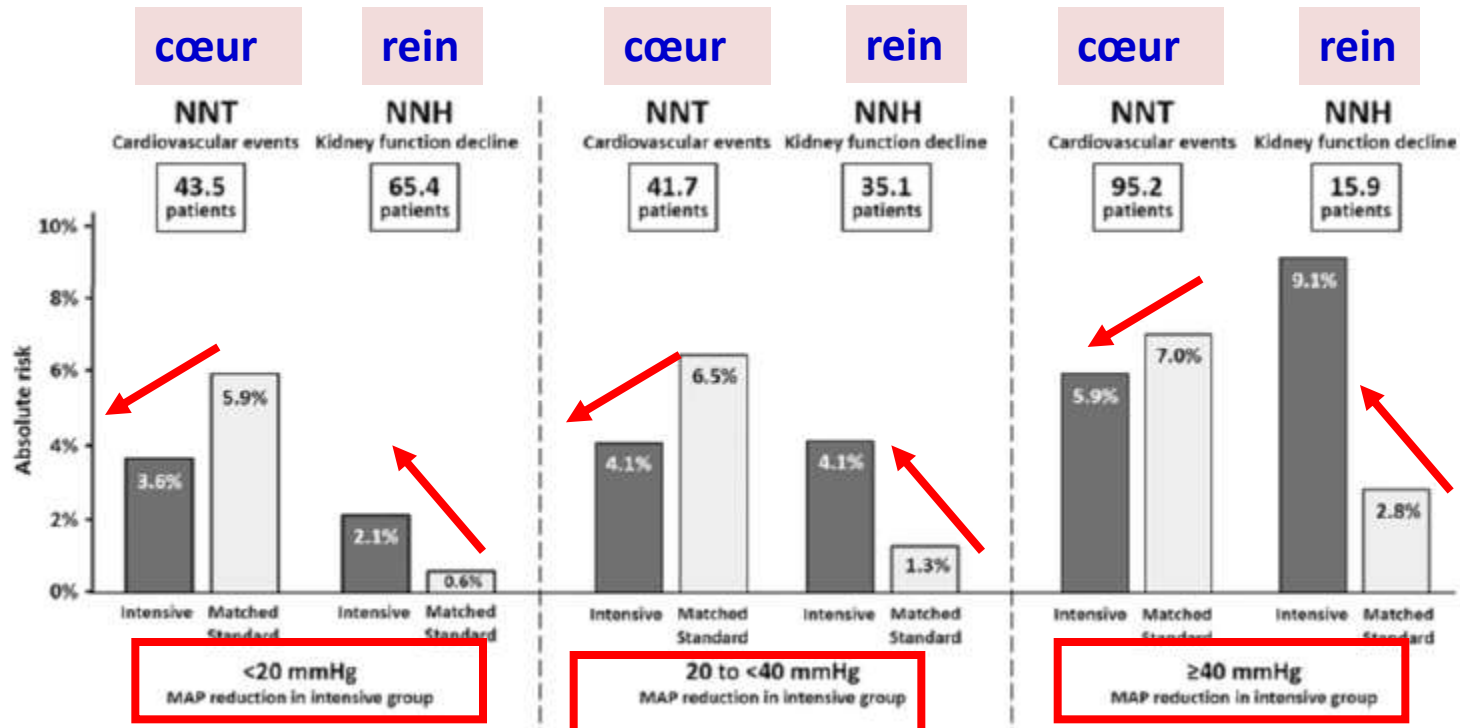 cœur rein cœur rein cœur rein
NNT NNH NNT NNH NNT NNH
Cardiovascular events Kidney function decline Cardiovascular events Kidney function decline Cardiovascular events Kidney function decline
43.5 65.4 41.7 35.1 95.2 15.9
patients patients patients patients patients patients
10%
8%
6%
4%
2%
0%
Absolute risk
3.6% 5.9% 2.1% 0.6% 4.1% 6.5% 4.1% 1.3% 5.9% 7.0% 9.1% 2.8%
Intensive Matched Intensive Matched Intensive Matched Intensive Matched Intensive Matched Intensive Matched
Standard Standard Standard Standard Standard Standard
<20 mmHg 20 to <40 mmHg ≥40 mmHg
MAP reduction in intensive group MAP reduction in intensive group MAP reduction in intensive group